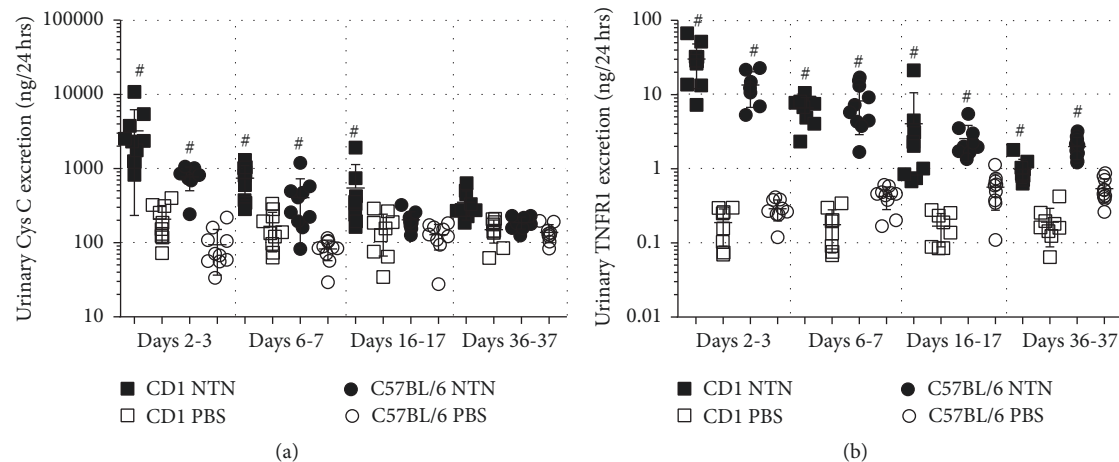 Urinary Cys C excretion (ng/24 hrs)
100000
10000
1000
100
10
#
#
#
#
#
Days 2-3
Days 6-7
Days 16-17
Days 36-37
CD1 NTN
C57BL/6 NTN
CD1 PBS
C57BL/6 PBS
(a)
Urinary TNFR1 excretion (ng/24 hrs)
100
10
1
0.1
0.01
#
#
#
#
#
#
#
#
Days 2-3
Days 6-7
Days 16-17
Days 36-37
CD1 NTN
C57BL/6 NTN
CD1 PBS
C57BL/6 PBS
(b)